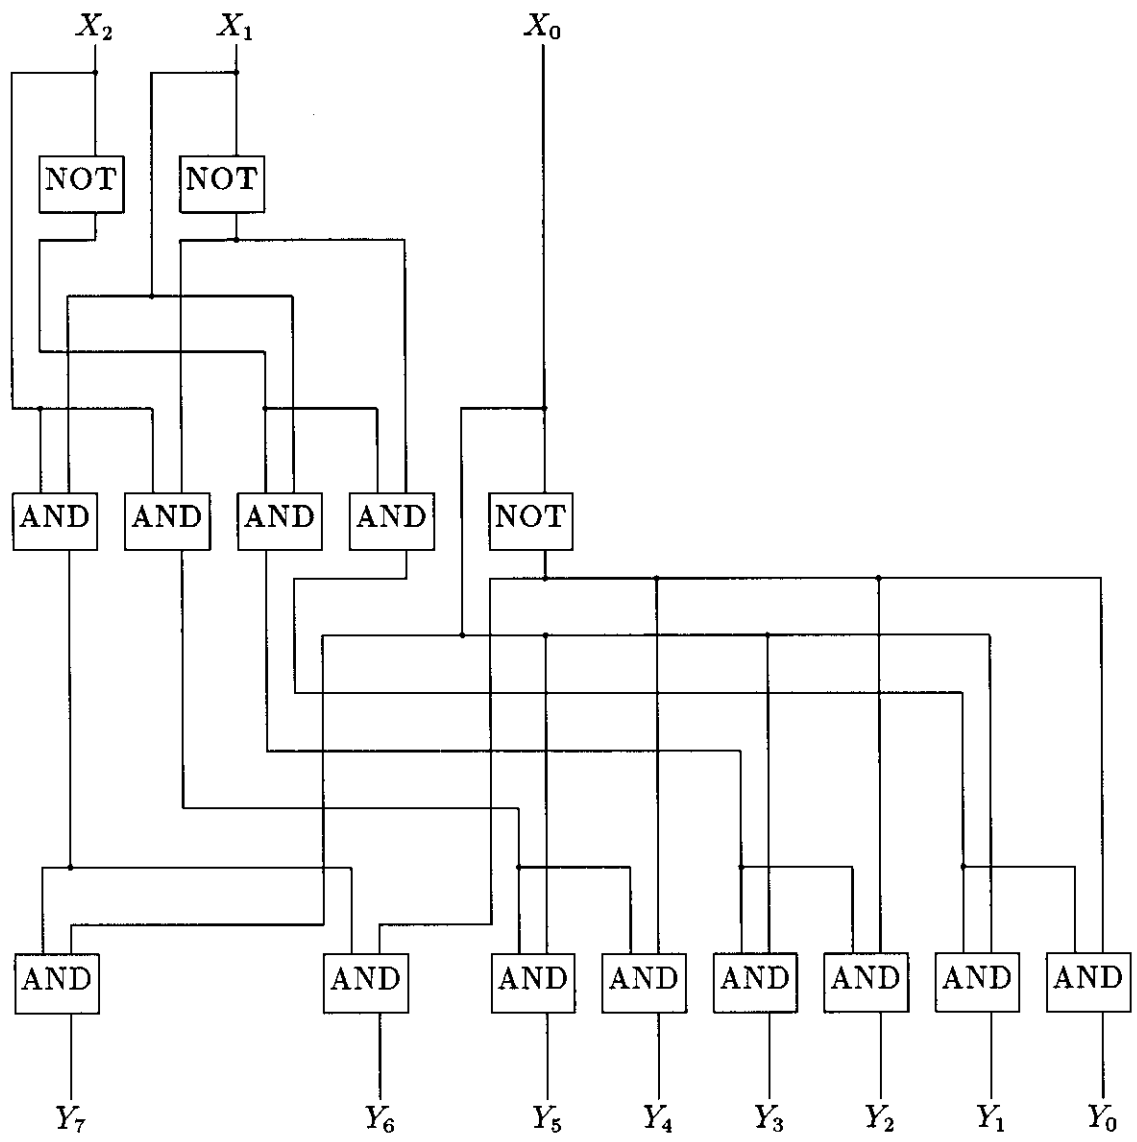 X₂ X₁ X₀
NOT NOT
AND AND AND AND NOT
AND AND AND AND AND AND AND AND
Y₇ Y₆ Y₅ Y₄ Y₃ Y₂ Y₁ Y₀